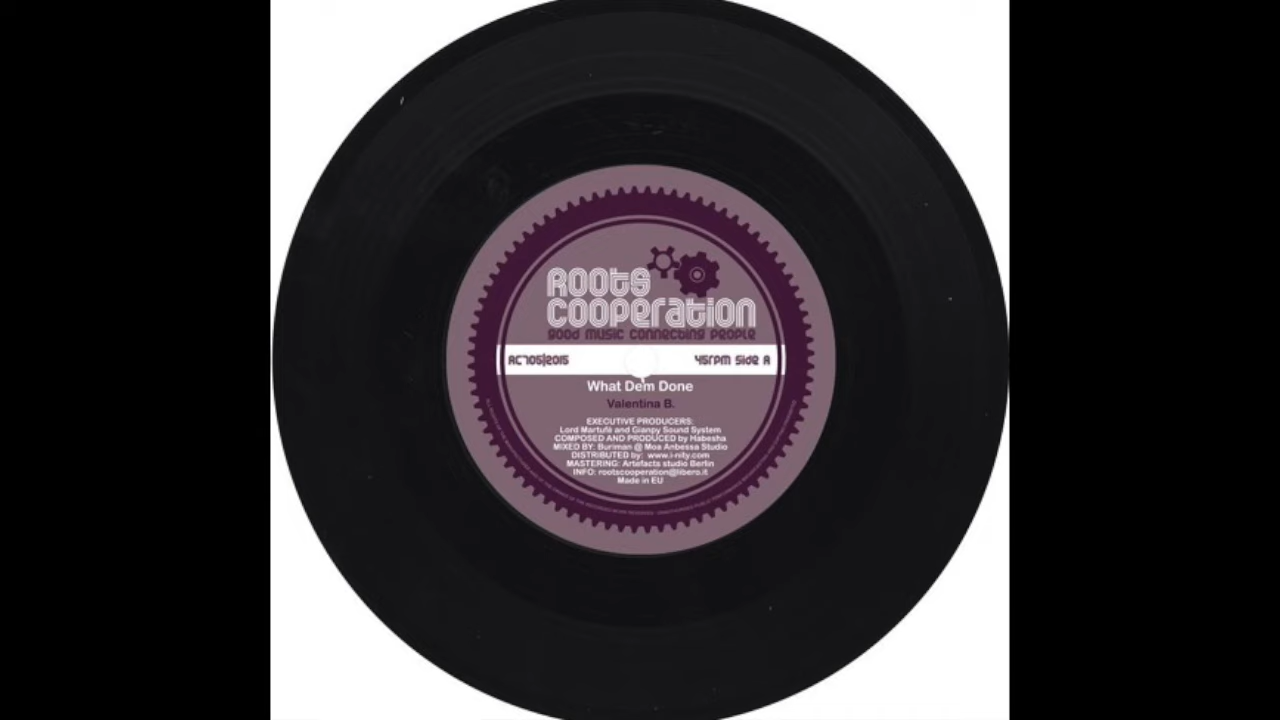 ROOTS
COOPERATION
good music connecting people
RC705|2015 45rpm Side A
What Dem Done
Valentina B.
EXECUTIVE PRODUCERS:
Lord Martufè and Gianpy Sound System
COMPOSED AND PRODUCED by Habesha
MIXED BY: Buriman @ Moa Anbessa Studio
DISTRIBUTED by: www.i-nity.com
MASTERING: Artefacts studio Berlin
INFO: rootscooperation@libero.it
Made in EU